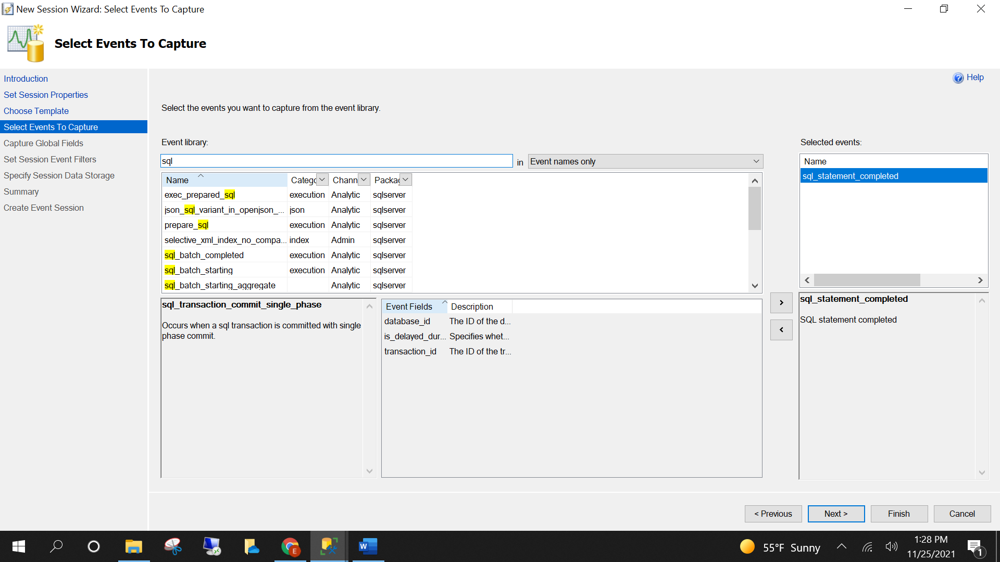 New Session Wizard: Select Events To Capture
Select Events To Capture
Introduction
Set Session Properties
Choose Template
Select Events To Capture
Capture Global Fields
Set Session Event Filters
Specify Session Data Storage
Summary
Create Event Session
Help
Select the events you want to capture from the event library.
Event library:
sql
in
Event names only
Name Catego Chann Packag
exec_prepared_sql execution Analytic sqlserver
json_sql_variant_in_openjson_... json Analytic sqlserver
prepare_sql execution Analytic sqlserver
selective_xml_index_no_compa... index Admin sqlserver
sql_batch_completed execution Analytic sqlserver
sql_batch_starting execution Analytic sqlserver
sql_batch_starting_aggregate Analytic sqlserver
sql_transaction_commit_single_phase
Occurs when a sql transaction is committed with single
phase commit.
Event Fields Description
database_id The ID of the d...
is_delayed_dur... Specifies whet...
transaction_id The ID of the tr...
>
<
Selected events:
Name
sql_statement_completed
sql_statement_completed
SQL statement completed
< Previous
Next >
Finish
Cancel
E
W
55°F Sunny
1:28 PM
11/25/2021
1